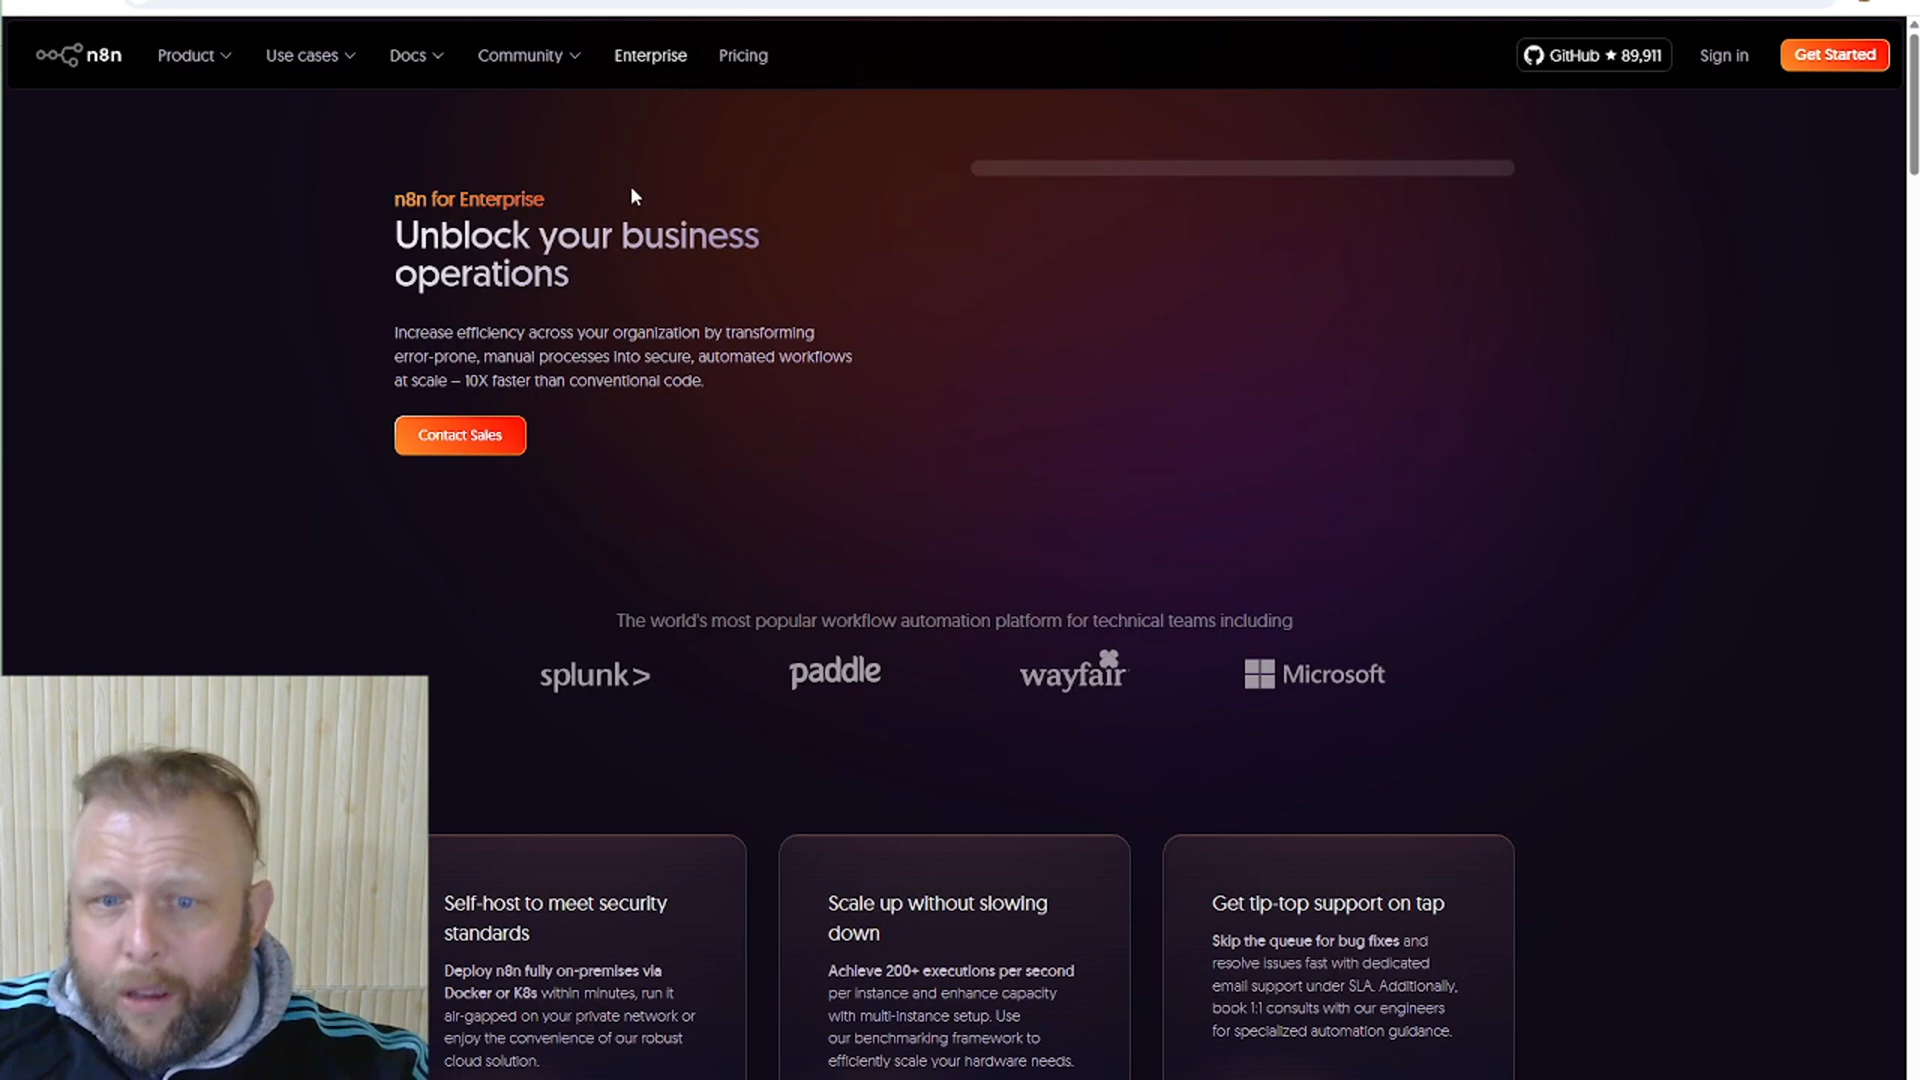 n8n
Product
Use cases
Docs
Community
Enterprise
Pricing
GitHub ★ 89,911
Sign in
Get Started
n8n for Enterprise
Unblock your business
operations
Increase efficiency across your organization by transforming
error-prone, manual processes into secure, automated workflows
at scale – 10X faster than conventional code.
Contact Sales
The world's most popular workflow automation platform for technical teams including
splunk>
paddle
wayfair
Microsoft
Self-host to meet security
standards
Deploy n8n fully on-premises via
Docker or K8s within minutes, run it
air-gapped on your private network or
enjoy the convenience of our robust
cloud solution.
Scale up without slowing
down
Achieve 200+ executions per second
per instance and enhance capacity
with multi-instance setup. Use
our benchmarking framework to
efficiently scale your hardware needs.
Get tip-top support on tap
Skip the queue for bug fixes and
resolve issues fast with dedicated
email support under SLA. Additionally,
book 1:1 consults with our engineers
for specialized automation guidance.